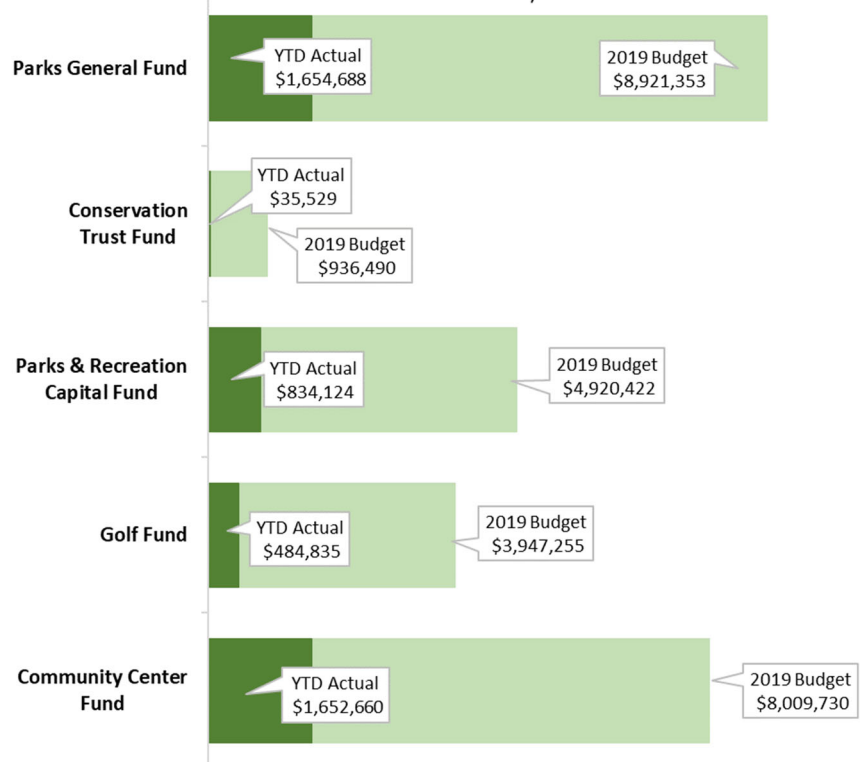 Parks General Fund
YTD Actual
$1,654,688
2019 Budget
$8,921,353
Conservation
Trust Fund
YTD Actual
$35,529
2019 Budget
$936,490
Parks & Recreation
Capital Fund
YTD Actual
$834,124
2019 Budget
$4,920,422
Golf Fund
YTD Actual
$484,835
2019 Budget
$3,947,255
Community Center
Fund
YTD Actual
$1,652,660
2019 Budget
$8,009,730